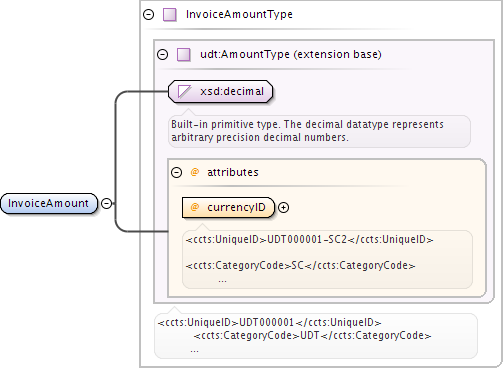 InvoiceAmountType
udt:AmountType (extension base)
xsd:decimal
Built-in primitive type. The decimal datatype represents
arbitrary precision decimal numbers.
@ attributes
InvoiceAmount
@ currencyID
<ccts:UniqueID>UDT000001-SC2</ccts:UniqueID>
<ccts:CategoryCode>SC</ccts:CategoryCode>
...
<ccts:UniqueID>UDT000001</ccts:UniqueID>
<ccts:CategoryCode>UDT</ccts:CategoryCode>
...